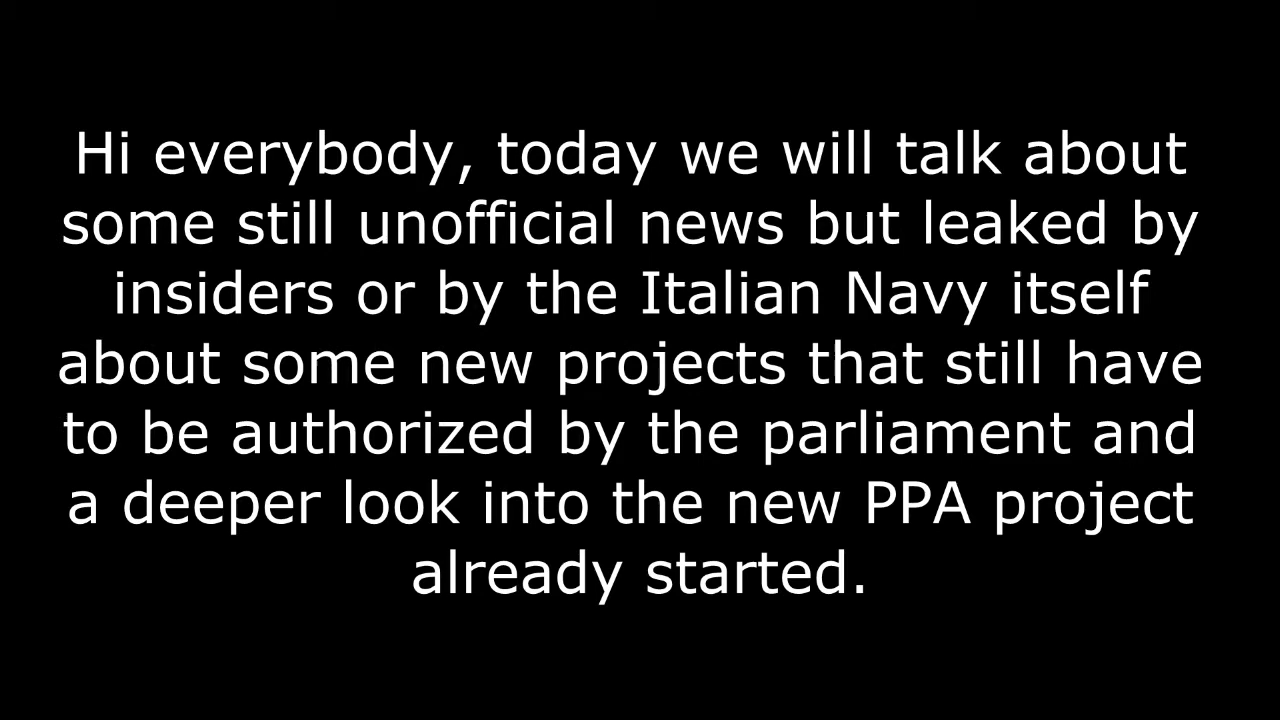 Hi everybody, today we will talk about
some still unofficial news but leaked by
insiders or by the Italian Navy itself
about some new projects that still have
to be authorized by the parliament and
a deeper look into the new PPA project
already started.